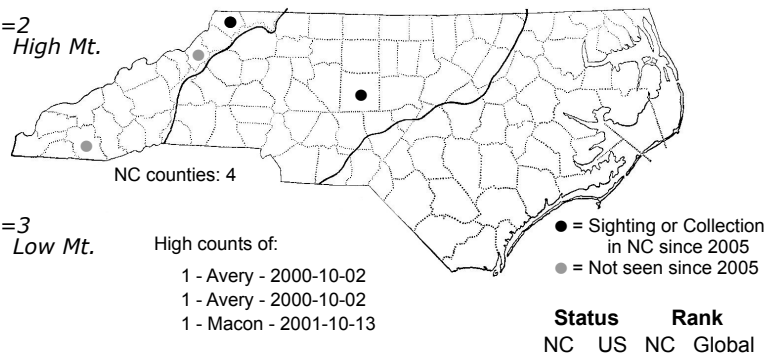 =2
High Mt.
NC counties: 4
=3
Low Mt.
High counts of:
1 - Avery - 2000-10-02
1 - Avery - 2000-10-02
1 - Macon - 2001-10-13
= Sighting or Collection
in NC since 2005
= Not seen since 2005
Status Rank
NC US NC Global